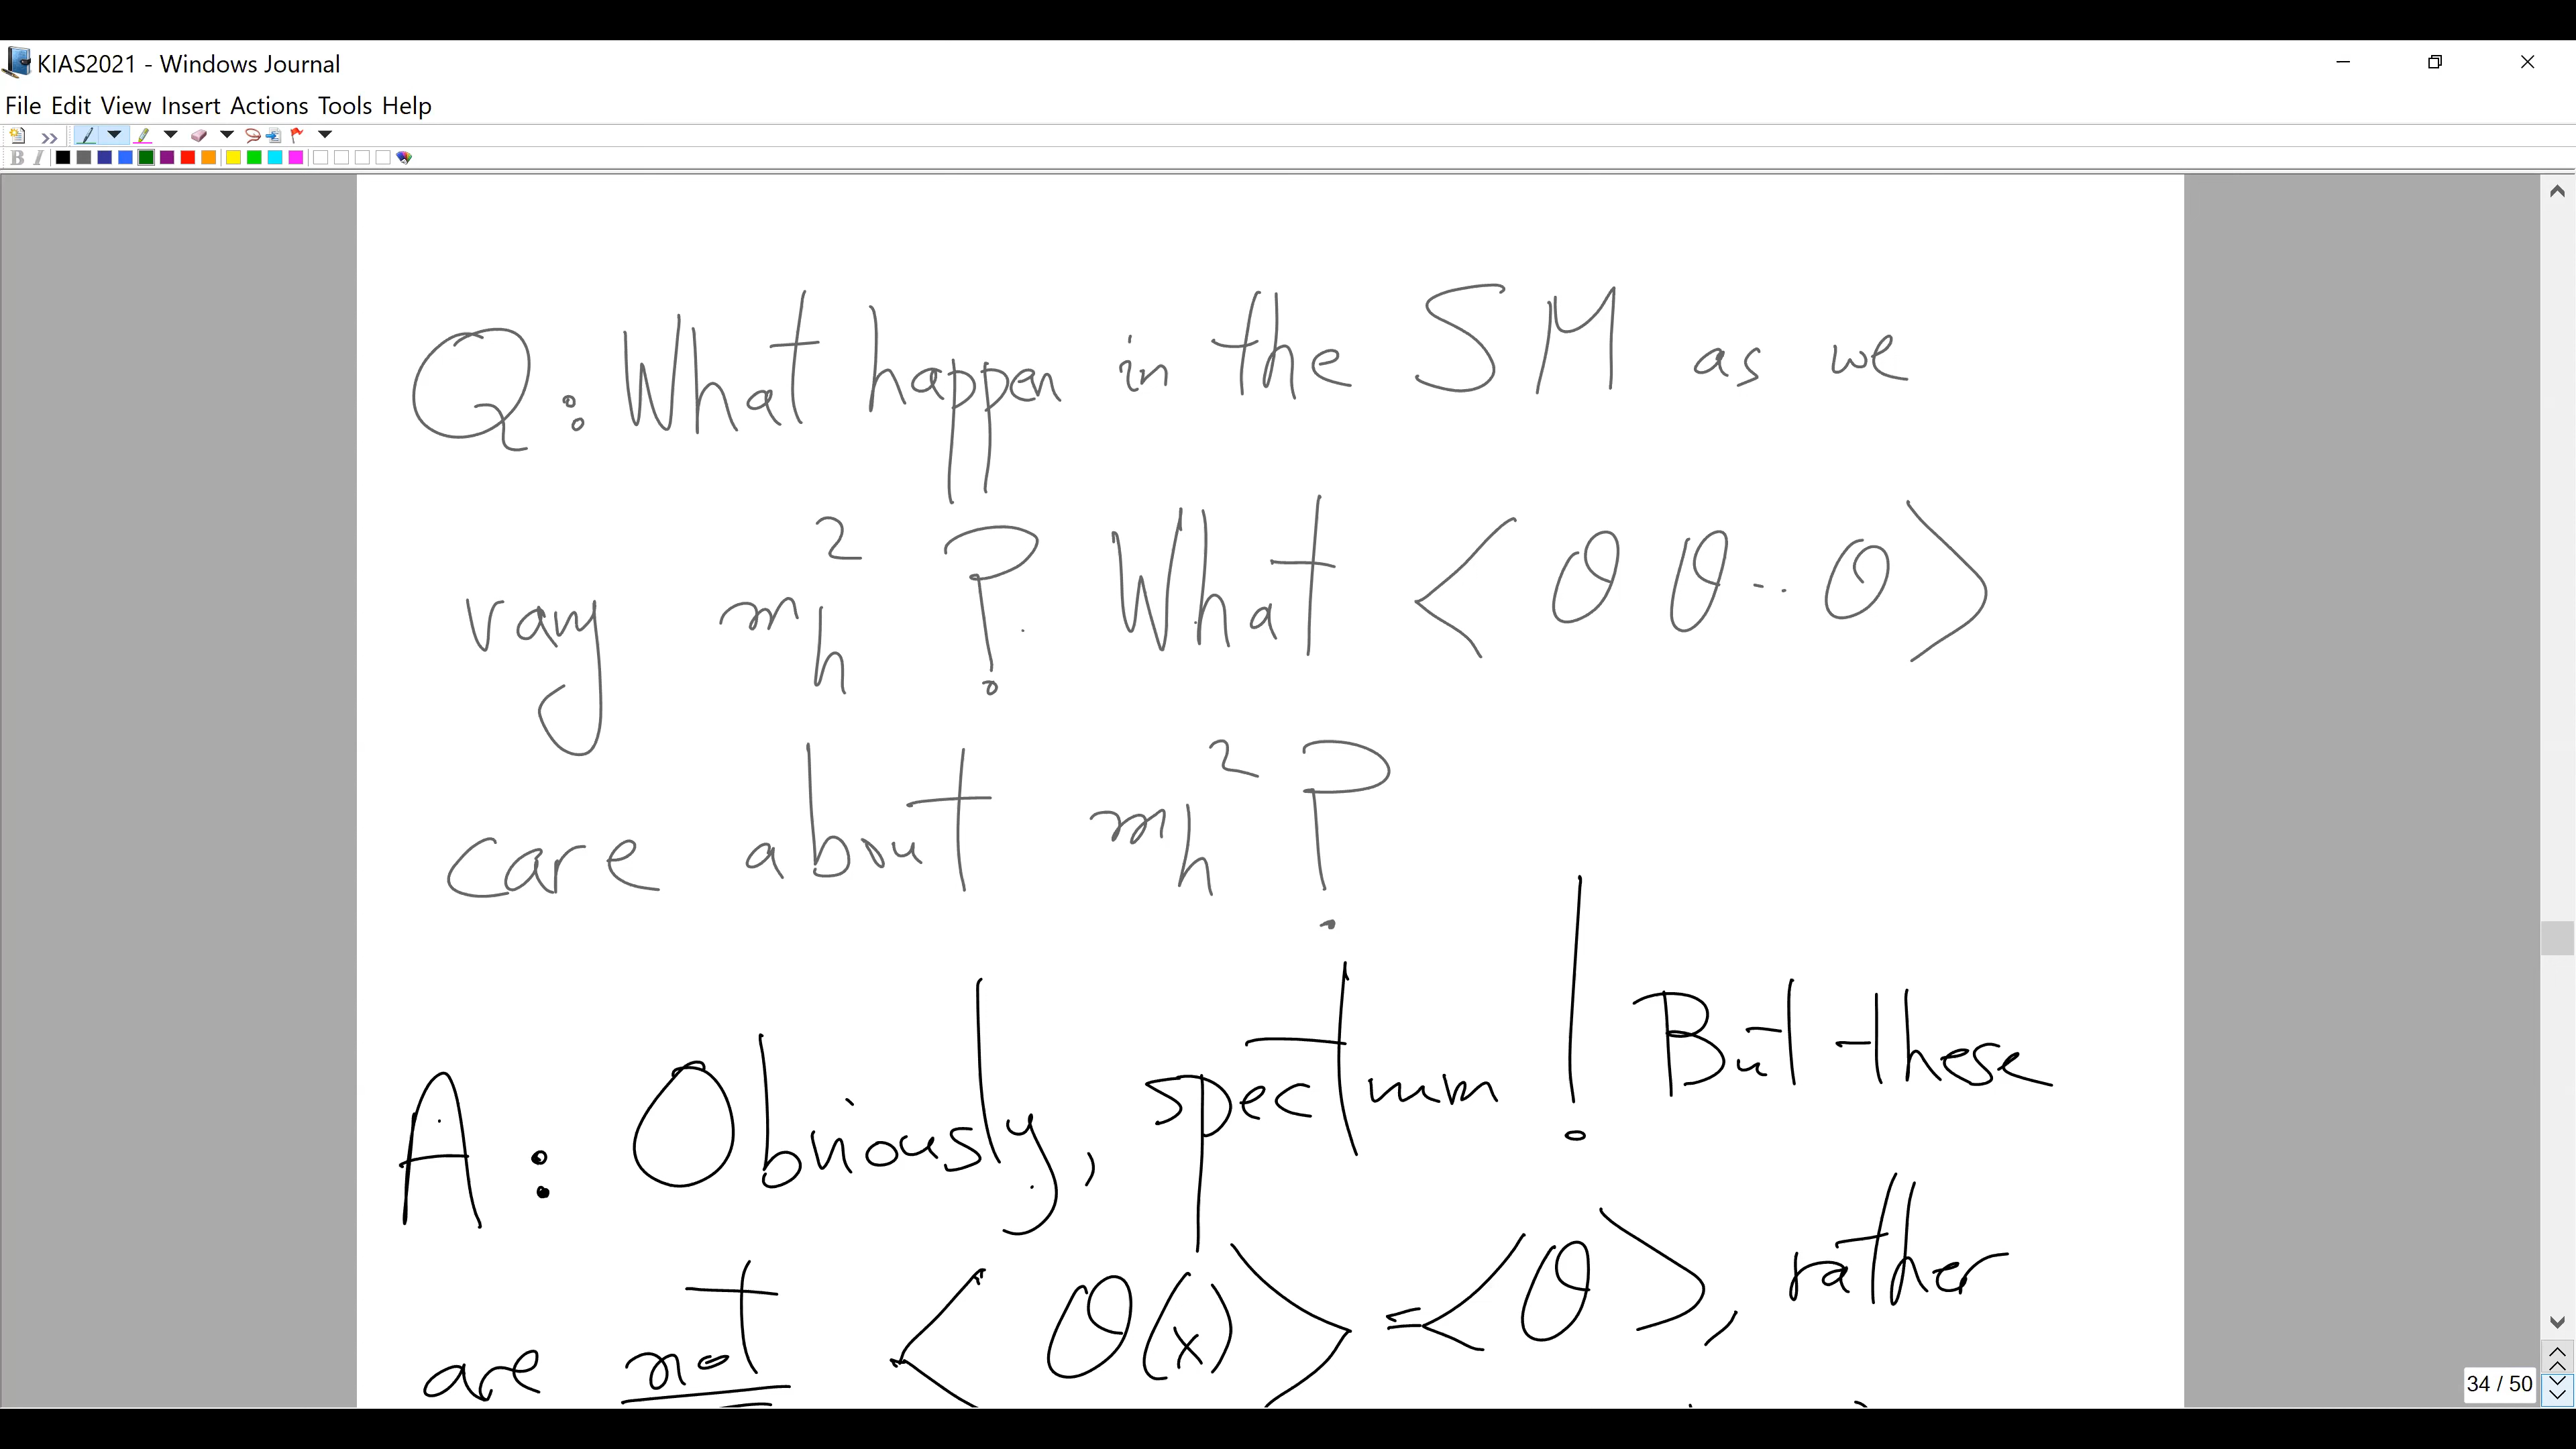 KIAS2021 - Windows Journal
File Edit View Insert Actions Tools Help
B I
Q: What happen in the SM as we
vary m_h^2? What <O O .. O>
care about m_h^2?
A: Obviously, spectrum! But these
are not <O(x)> = <O>, rather
34 / 50